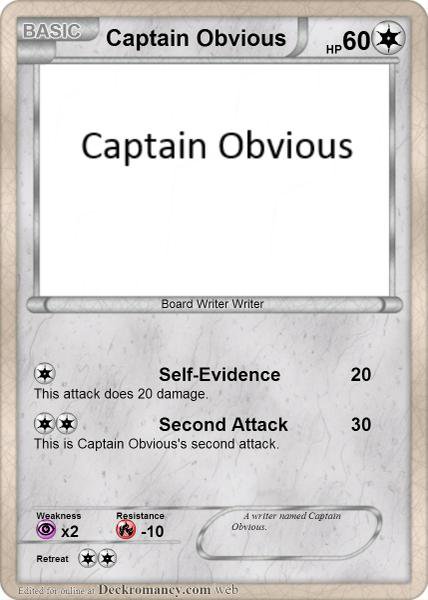 BASIC
Captain Obvious
HP60
Captain Obvious
Board Writer Writer
Self-Evidence 20
This attack does 20 damage.
Second Attack 30
This is Captain Obvious's second attack.
Weakness Resistance
x2 -10
A writer named Captain
Obvious.
Retreat
Edited for online at Deckromancy.com web